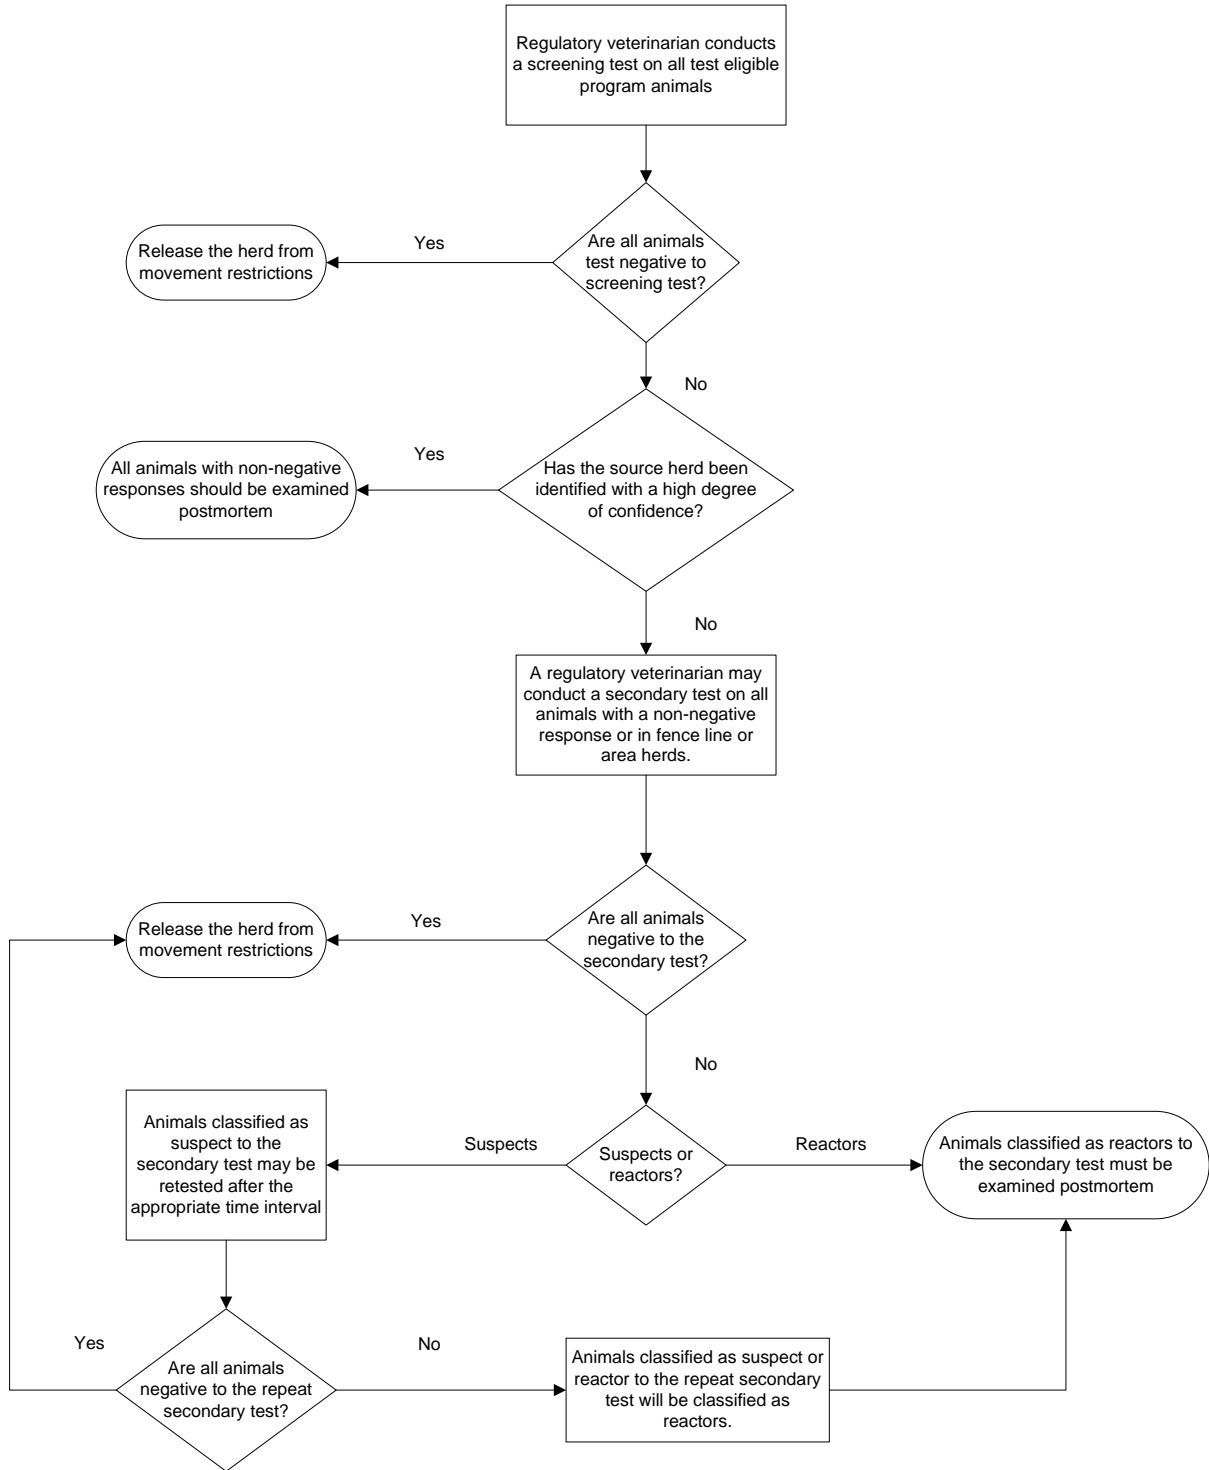 Regulatory veterinarian conducts
a screening test on all test eligible
program animals
Are all animals
test negative to
screening test?
Yes
Release the herd from
movement restrictions
No
Has the source herd been
identified with a high degree
of confidence?
Yes
All animals with non-negative
responses should be examined
postmortem
No
A regulatory veterinarian may
conduct a secondary test on all
animals with a non-negative
response or in fence line or
area herds.
Are all animals
negative to the
secondary test?
Yes
Release the herd from
movement restrictions
No
Suspects or
reactors?
Suspects
Reactors
Animals classified as
suspect to the
secondary test may be
retested after the
appropriate time interval
Animals classified as reactors to
the secondary test must be
examined postmortem
Are all animals
negative to the repeat
secondary test?
Yes
No
Animals classified as suspect or
reactor to the repeat secondary
test will be classified as
reactors.